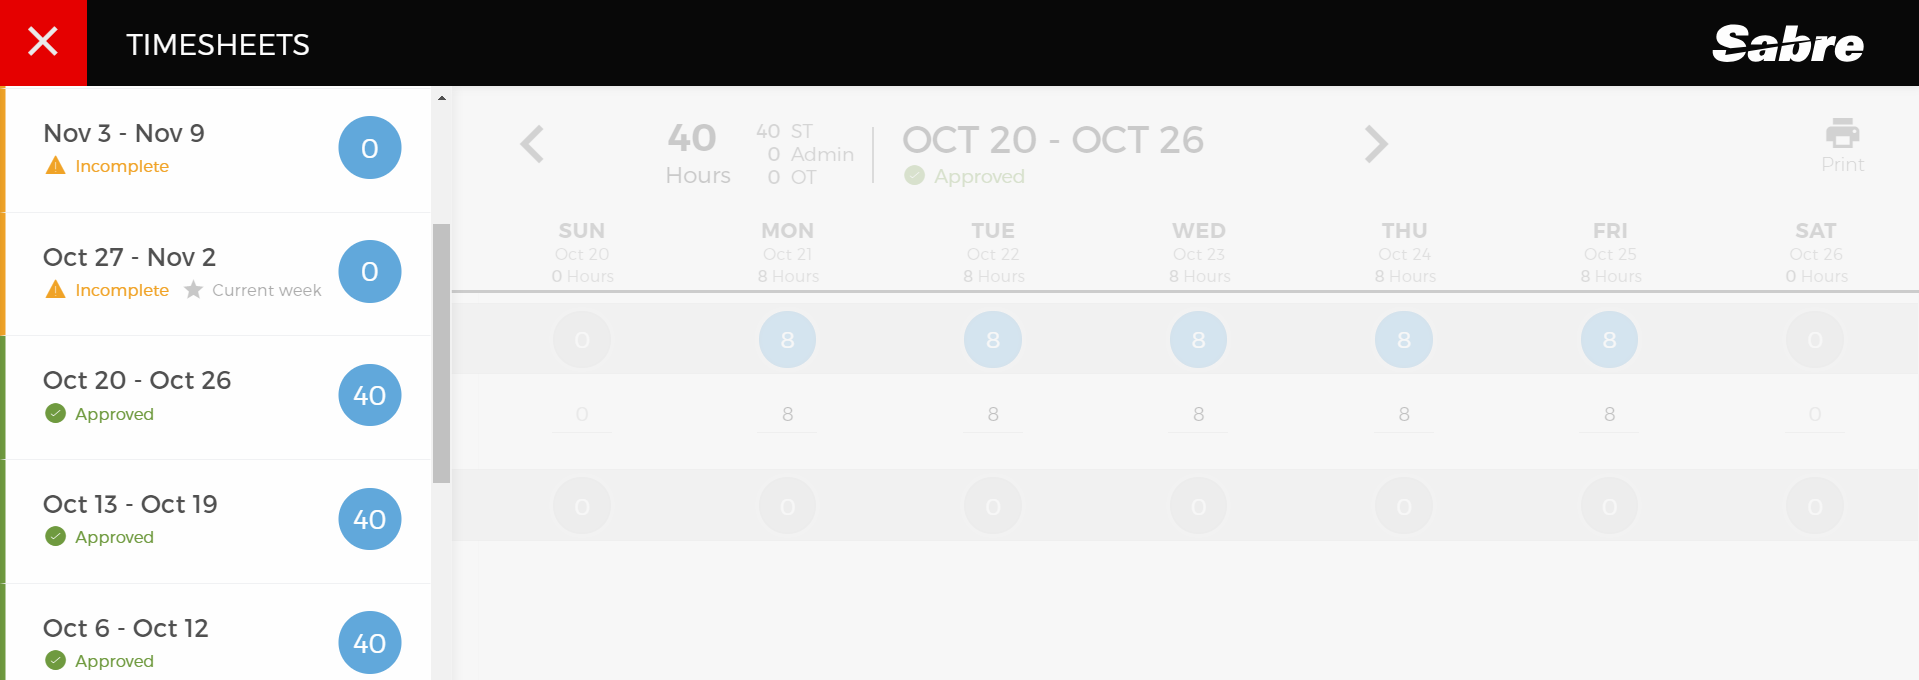 TIMESHEETS
Sabre
Nov 3 - Nov 9
Incomplete
0
Oct 27 - Nov 2
Incomplete
Current week
0
Oct 20 - Oct 26
Approved
40
Oct 13 - Oct 19
Approved
40
Oct 6 - Oct 12
Approved
40
40
Hours
40 ST
0 Admin
0 OT
OCT 20 - OCT 26
Approved
Print
SUN MON TUE WED THU FRI SAT
Oct 20 Oct 21 Oct 22 Oct 23 Oct 24 Oct 25 Oct 26
0 Hours 8 Hours 8 Hours 8 Hours 8 Hours 8 Hours 0 Hours
0 8 8 8 8 8 0
0 8 8 8 8 8 0
0 0 0 0 0 0 0